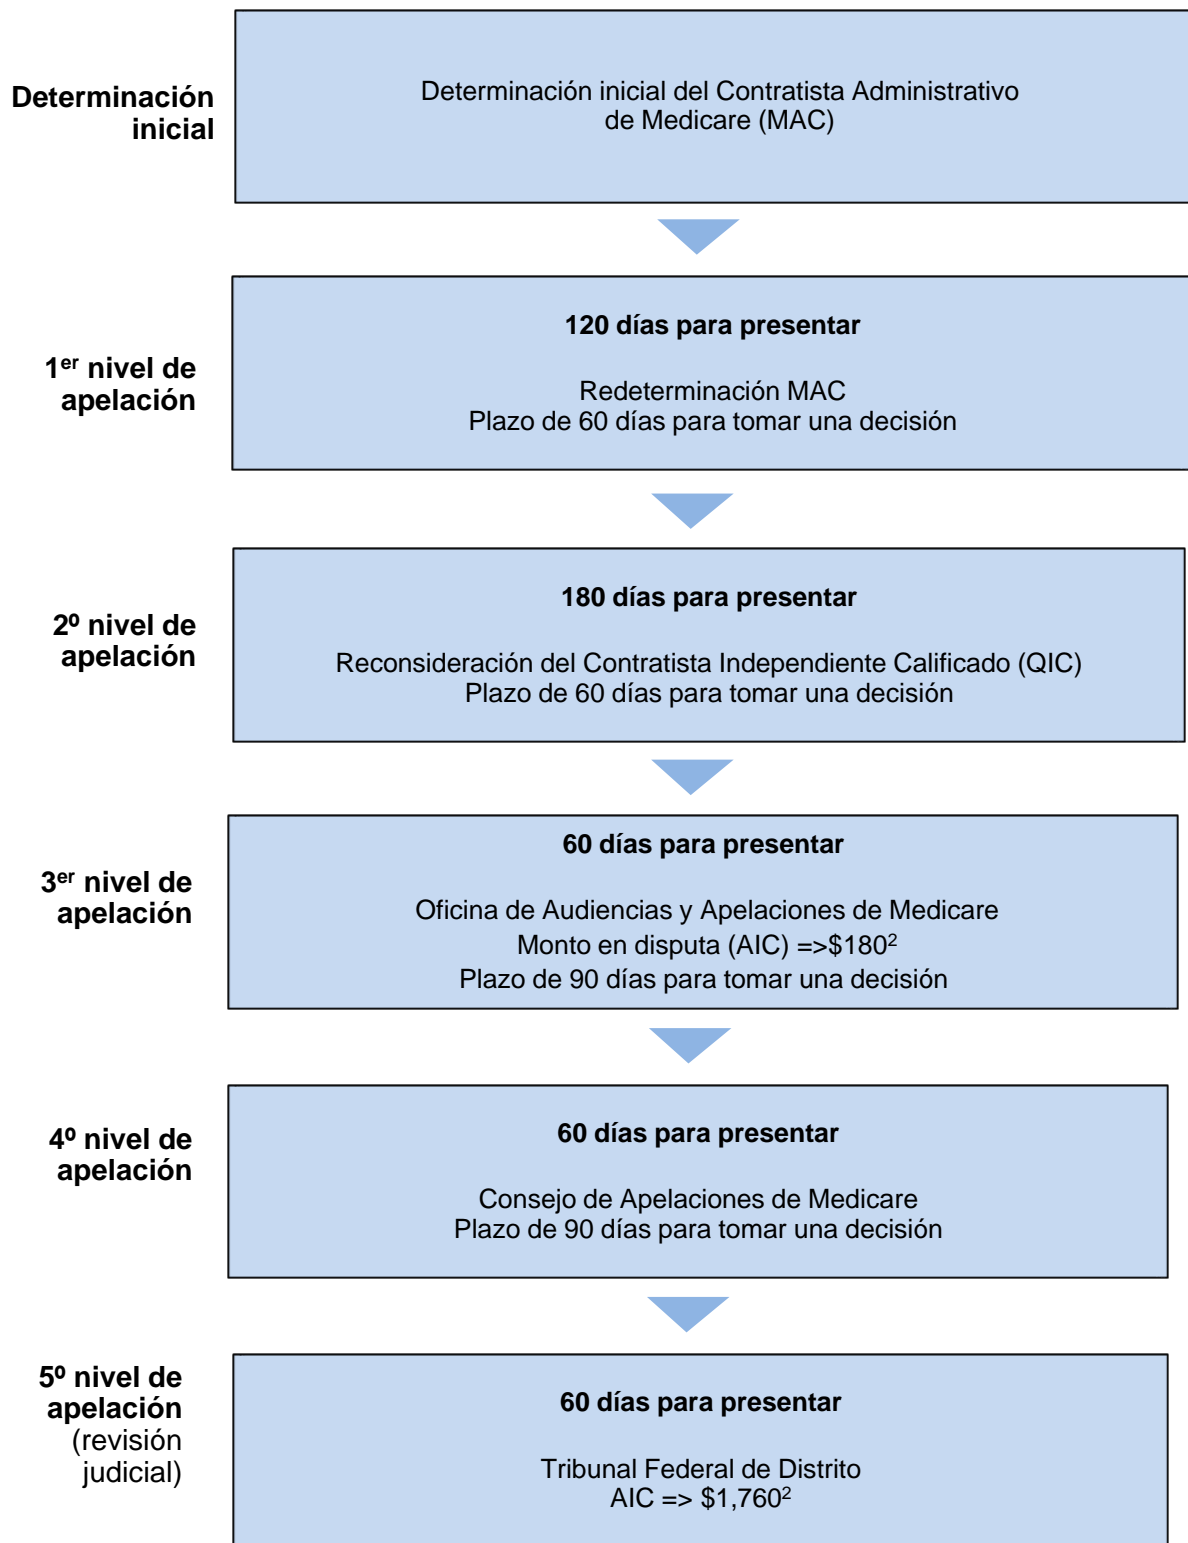 Determinación
inicial
Determinación inicial del Contratista Administrativo
de Medicare (MAC)
1er nivel de
apelación
120 días para presentar
Redeterminación MAC
Plazo de 60 días para tomar una decisión
2º nivel de
apelación
180 días para presentar
Reconsideración del Contratista Independiente Calificado (QIC)
Plazo de 60 días para tomar una decisión
3er nivel de
apelación
60 días para presentar
Oficina de Audiencias y Apelaciones de Medicare
Monto en disputa (AIC) =>$180²
Plazo de 90 días para tomar una decisión
4º nivel de
apelación
60 días para presentar
Consejo de Apelaciones de Medicare
Plazo de 90 días para tomar una decisión
5º nivel de
apelación
(revisión
judicial)
60 días para presentar
Tribunal Federal de Distrito
AIC => $1,760²